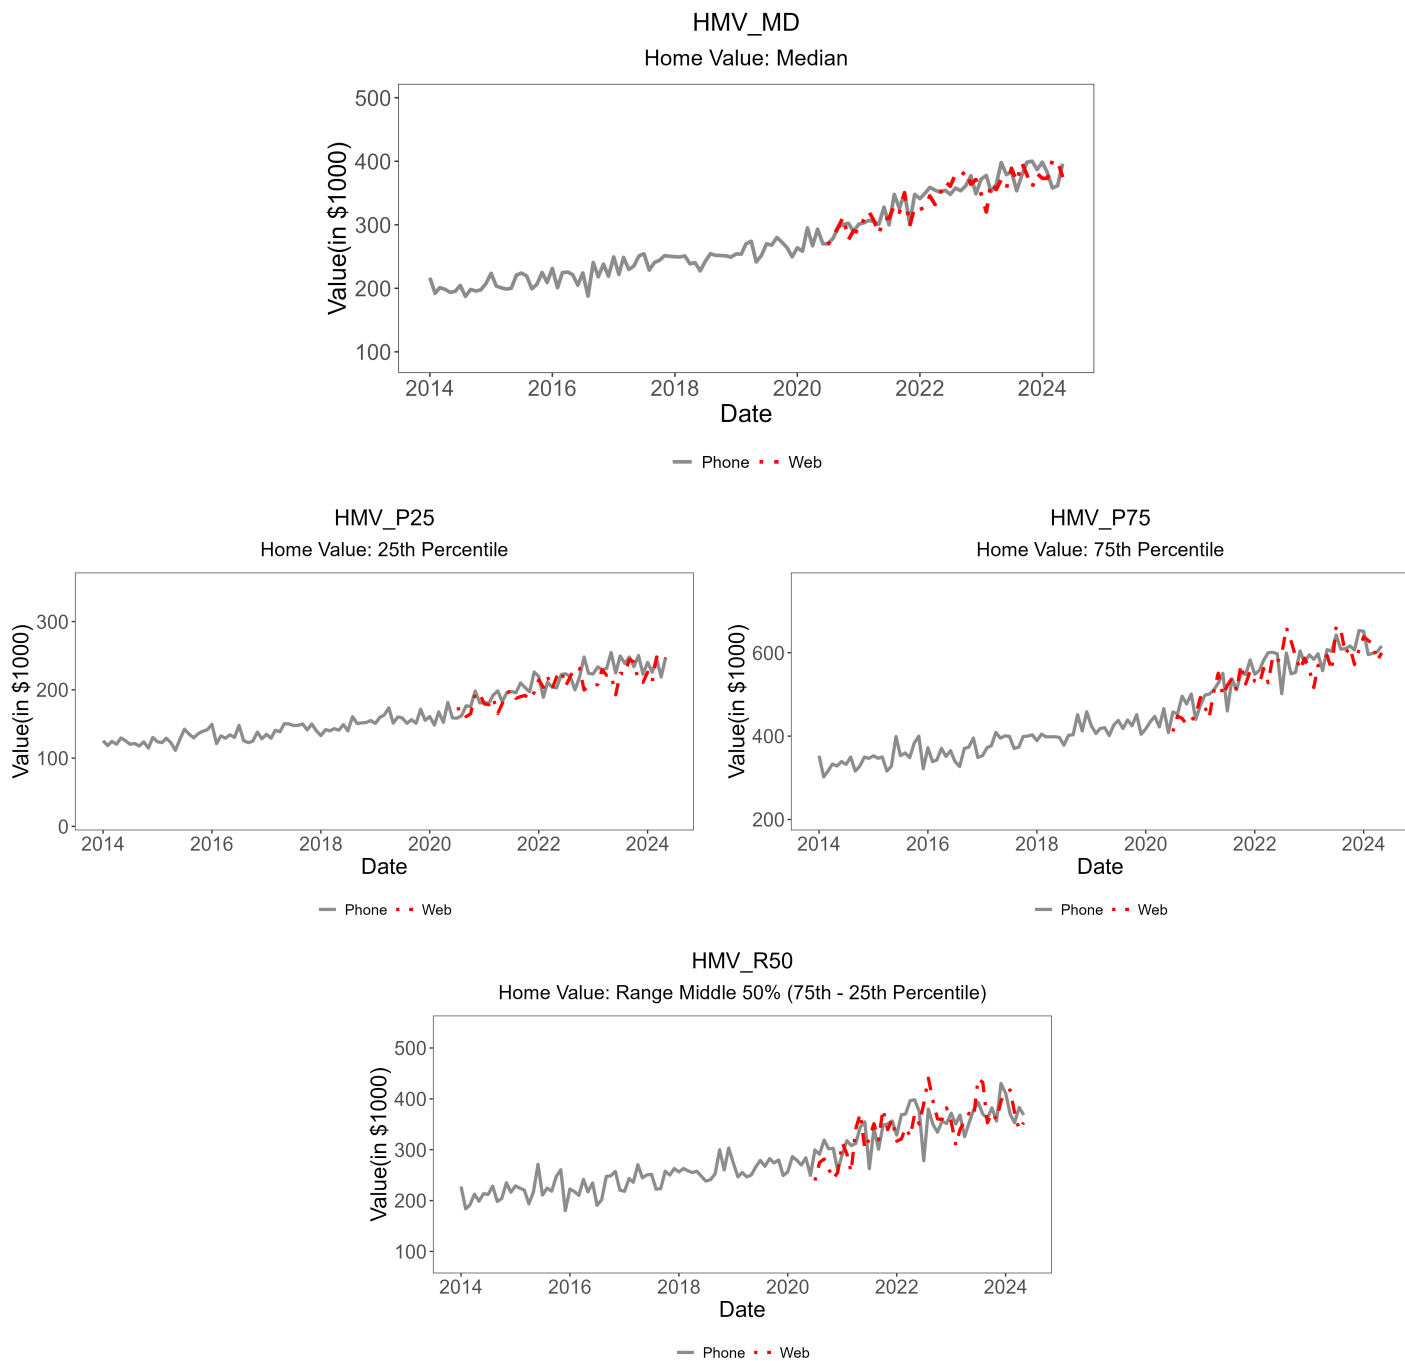 HMV_MD
Home Value: Median
Value(in $1000)
500
400
300
200
100
2014 2016 2018 2020 2022 2024
Date
Phone Web
HMV_P25
Home Value: 25th Percentile
Value(in $1000)
300
200
100
0
2014 2016 2018 2020 2022 2024
Date
Phone Web
HMV_P75
Home Value: 75th Percentile
Value(in $1000)
600
400
200
2014 2016 2018 2020 2022 2024
Date
Phone Web
HMV_R50
Home Value: Range Middle 50% (75th - 25th Percentile)
Value(in $1000)
500
400
300
200
100
2014 2016 2018 2020 2022 2024
Date
Phone Web